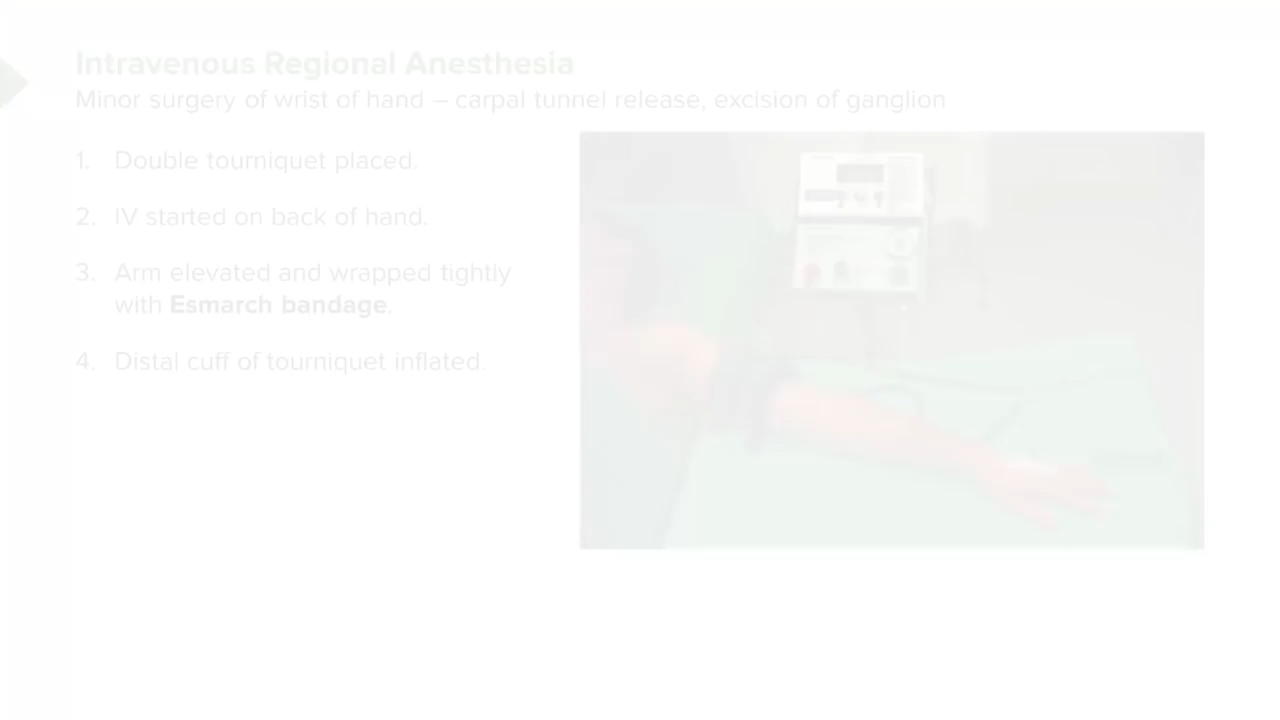 Intravenous Regional Anesthesia
Minor surgery of wrist of hand – carpal tunnel release, excision of ganglion
1. Double tourniquet placed.
2. IV started on back of hand.
3. Arm elevated and wrapped tightly
with Esmarch bandage.
4. Distal cuff of tourniquet inflated.